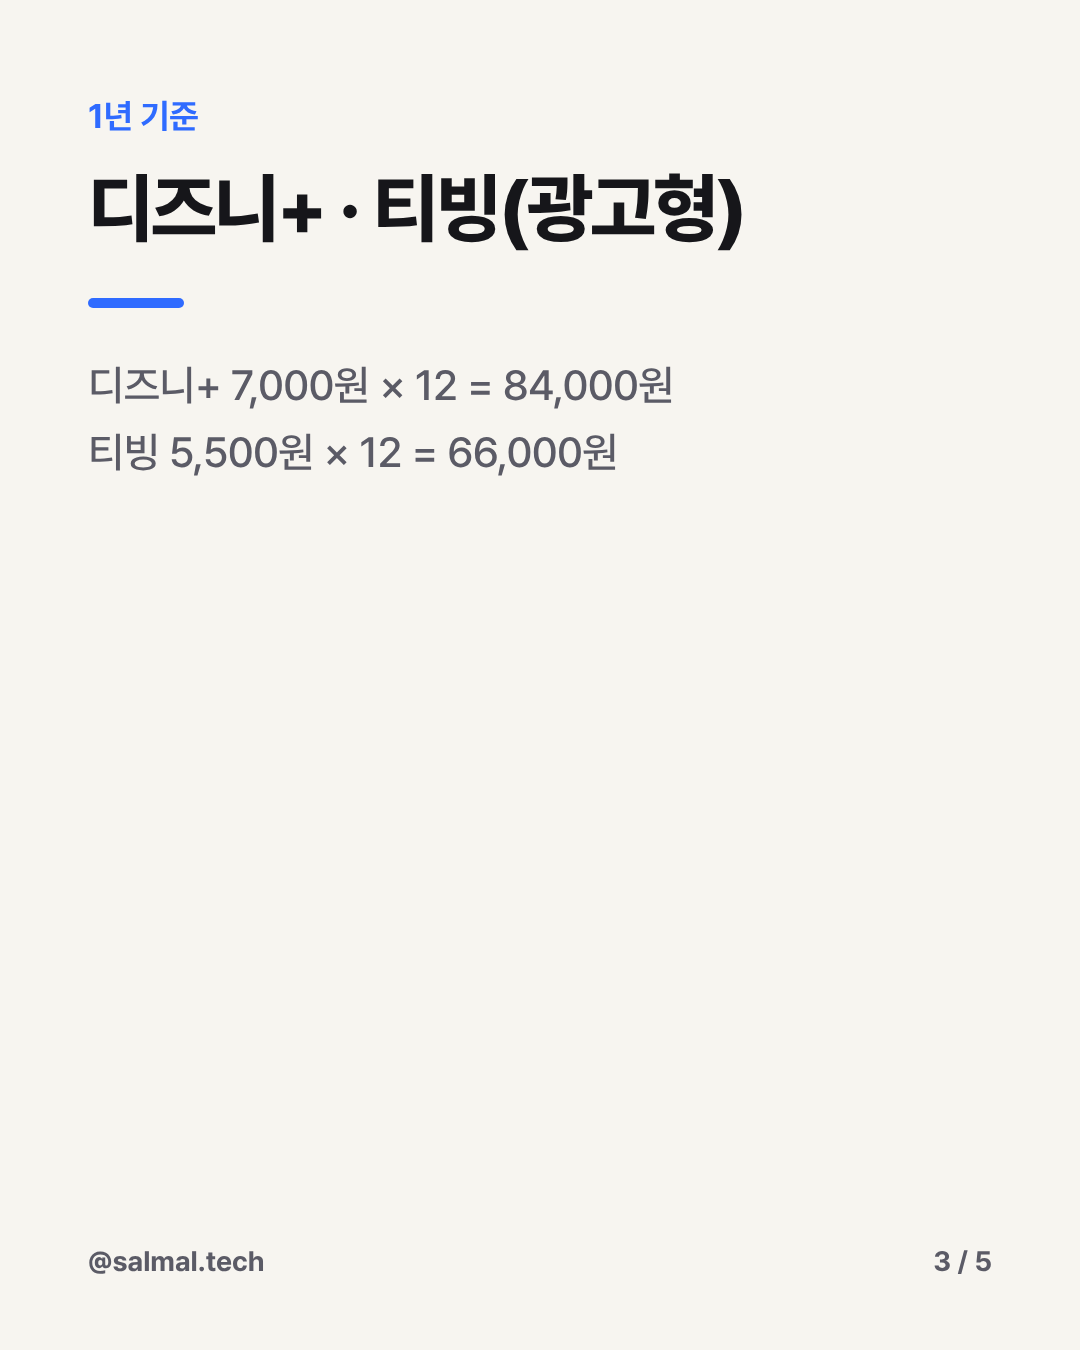 1년 기준
디즈니+ · 티빙(광고형)
디즈니+ 7,000원 × 12 = 84,000원
티빙 5,500원 × 12 = 66,000원
@salmal.tech
3 / 5